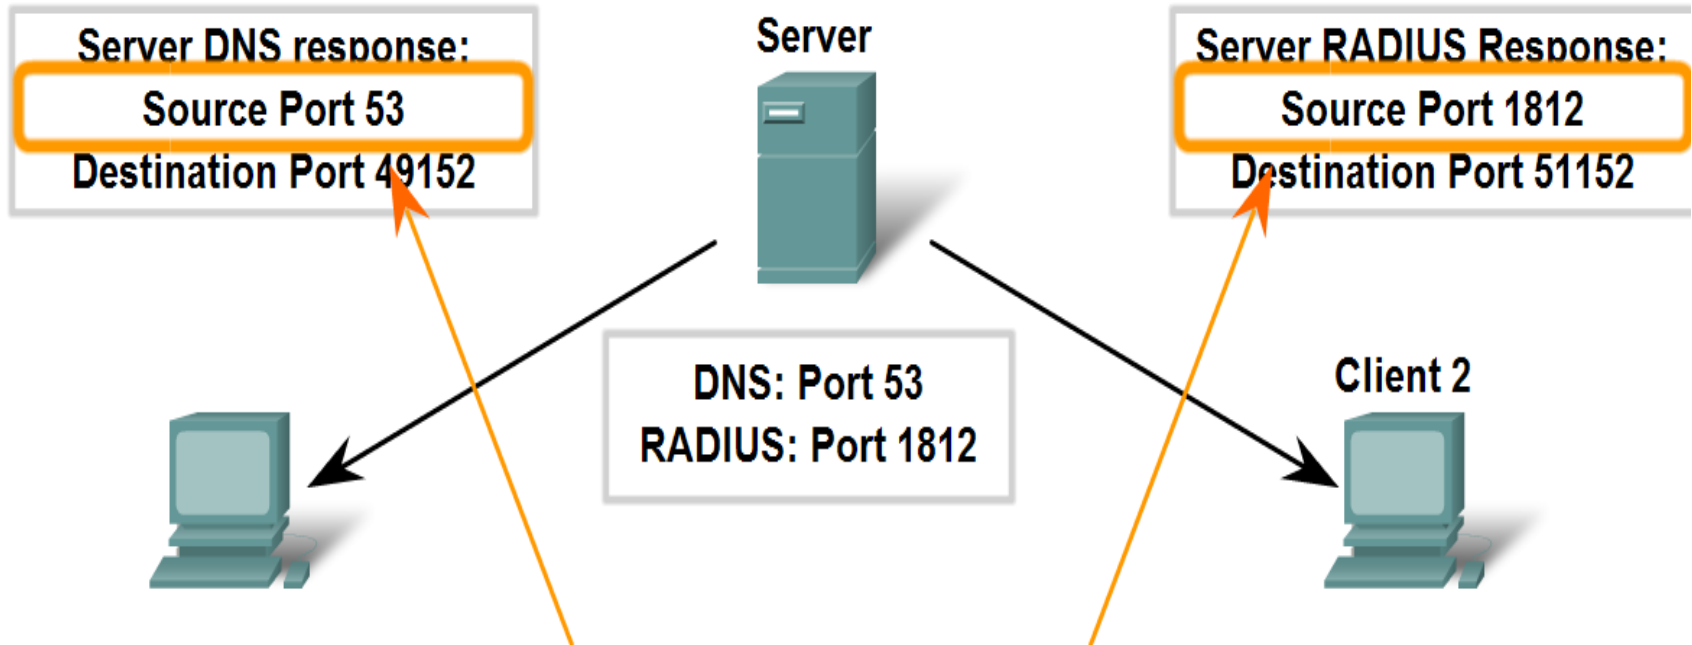 Server DNS response:
Source Port 53
Destination Port 49152
Server
Server RADIUS Response:
Source Port 1812
Destination Port 51152
DNS: Port 53
RADIUS: Port 1812
Client 2